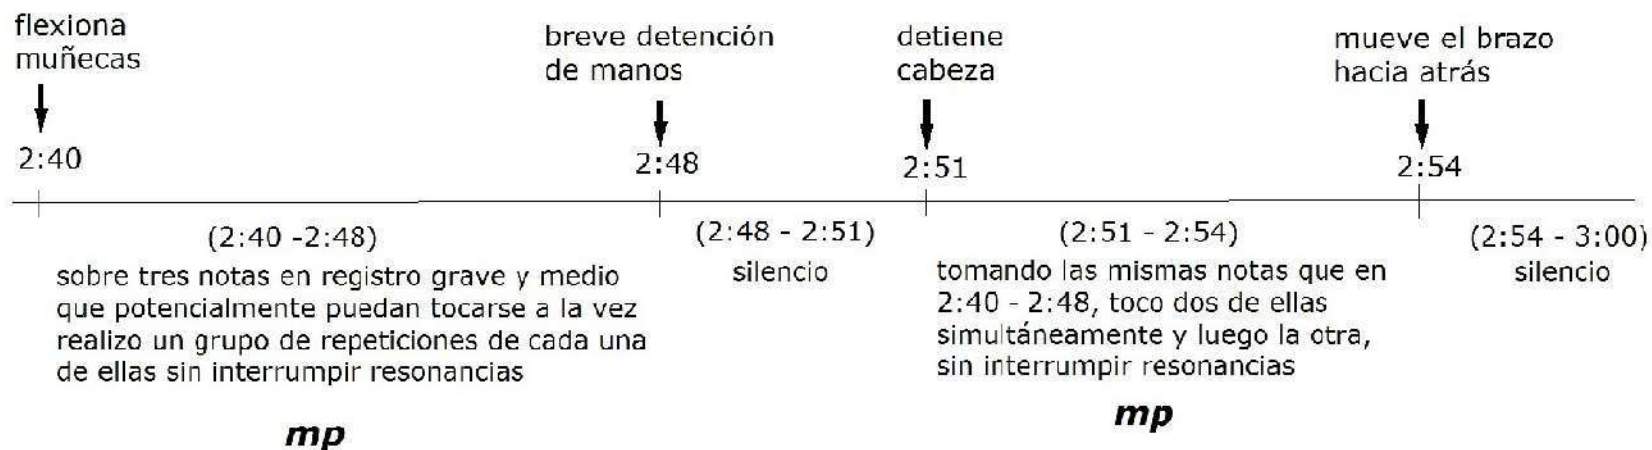 flexiona
muñecas
breve detención
de manos
detiene
cabeza
mueve el brazo
hacia atrás
2:40
2:48
2:51
2:54
(2:40 -2:48)
sobre tres notas en registro grave y medio
que potencialmente puedan tocarse a la vez
realizo un grupo de repeticiones de cada una
de ellas sin interrumpir resonancias
mp
(2:48 - 2:51)
silencio
(2:51 - 2:54)
tomando las mismas notas que en
2:40 - 2:48, toco dos de ellas
simultáneamente y luego la otra,
sin interrumpir resonancias
mp
(2:54 - 3:00)
silencio